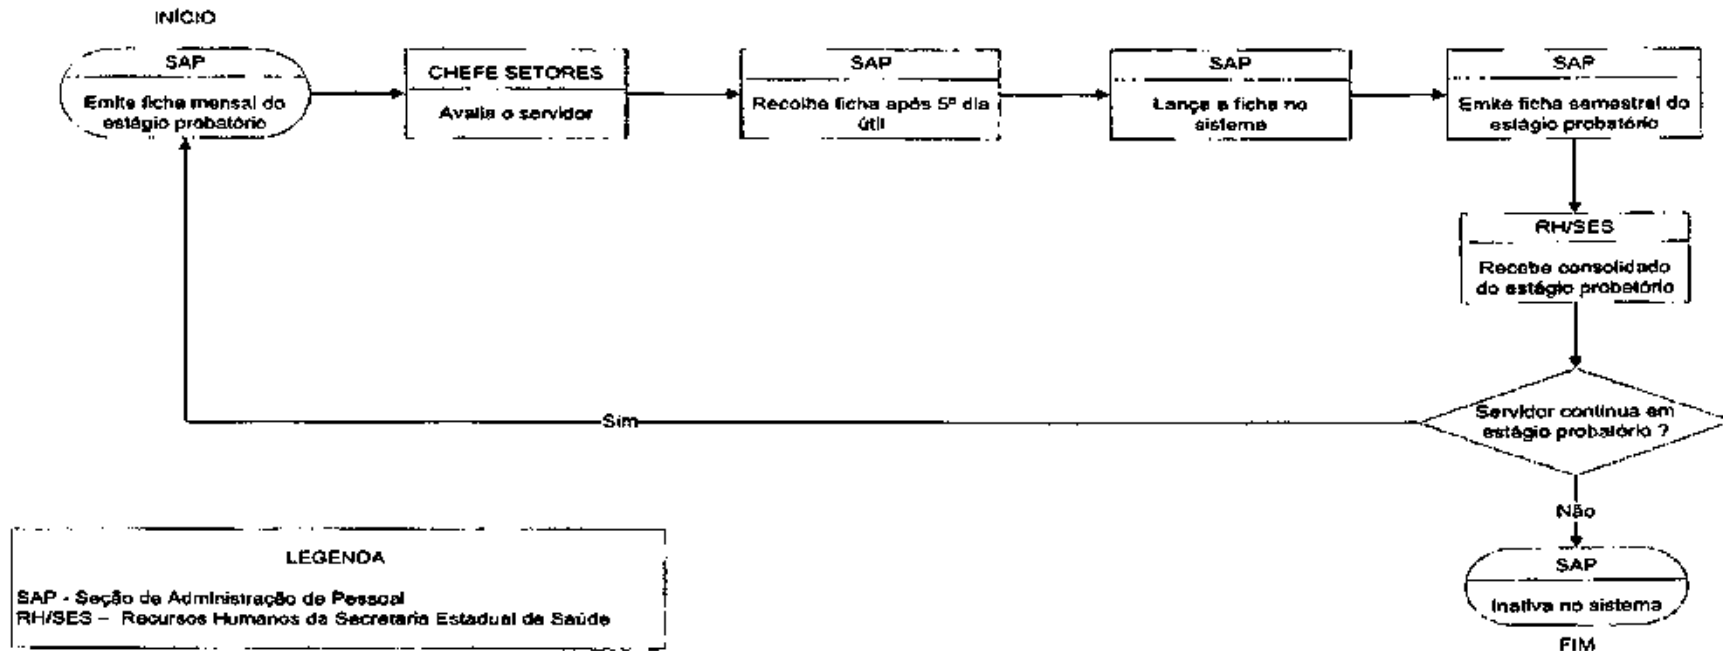 INÍCIO
SAP
Emite ficha mensal do
estágio probatório
CHEFE SETORES
Avalia o servidor
SAP
Recolhe ficha após 5º dia
útil
SAP
Lança a ficha no
sistema
SAP
Emite ficha semestral do
estágio probatório
RH/SES
Recebe consolidado
do estágio probatório
Servidor continua em
estágio probatório ?
Sim
Não
SAP
Inativa no sistema
FIM
LEGENDA
SAP - Seção de Administração de Pessoal
RH/SES – Recursos Humanos da Secretaria Estadual de Saúde